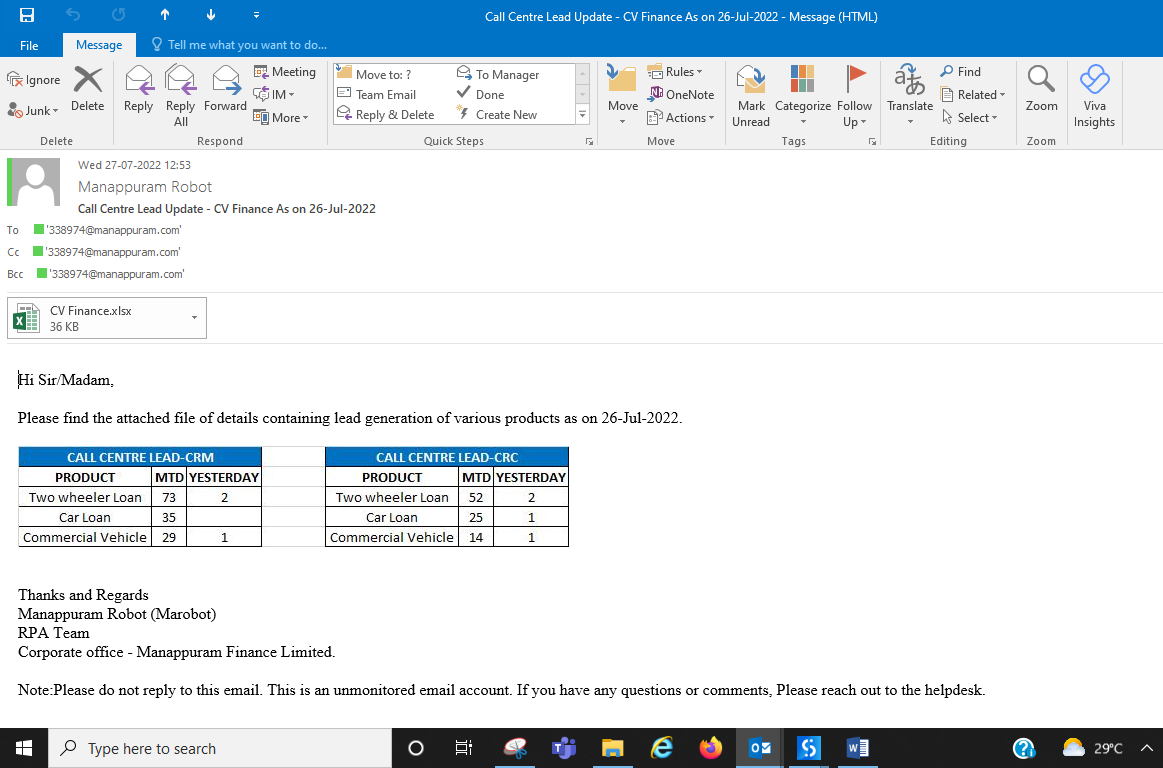 Call Centre Lead Update - CV Finance As on 26-Jul-2022 - Message (HTML)
File Message Tell me what you want to do...
Ignore
Junk
Delete
Reply
Reply All
Forward
Meeting
IM
More
Move to: ?
Team Email
Reply & Delete
To Manager
Done
Create New
Move
Rules
OneNote
Actions
Mark Unread
Categorize
Follow Up
Translate
Find
Related
Select
Zoom
Viva Insights
Delete Respond Quick Steps Move Tags Editing Zoom
Wed 27-07-2022 12:53
Manappuram Robot
Call Centre Lead Update - CV Finance As on 26-Jul-2022
To '338974@manappuram.com'
Cc '338974@manappuram.com'
Bcc '338974@manappuram.com'
CV Finance.xlsx
36 KB
Hi Sir/Madam,
Please find the attached file of details containing lead generation of various products as on 26-Jul-2022.
CALL CENTRE LEAD-CRM CALL CENTRE LEAD-CRC
PRODUCT MTD YESTERDAY PRODUCT MTD YESTERDAY
Two wheeler Loan 73 2 Two wheeler Loan 52 2
Car Loan 35 Car Loan 25 1
Commercial Vehicle 29 1 Commercial Vehicle 14 1
Thanks and Regards
Manappuram Robot (Marobot)
RPA Team
Corporate office - Manappuram Finance Limited.
Note:Please do not reply to this email. This is an unmonitored email account. If you have any questions or comments, Please reach out to the helpdesk.
Type here to search
29°C